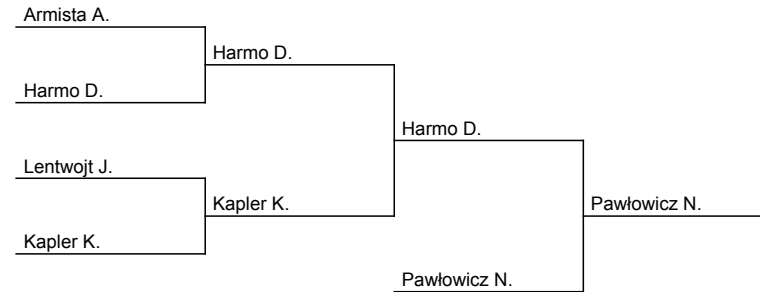 Armista A.
Harmo D.
Harmo D.
Harmo D.
Lentwojt J.
Kapler K.
Pawłowicz N.
Kapler K.
Pawłowicz N.